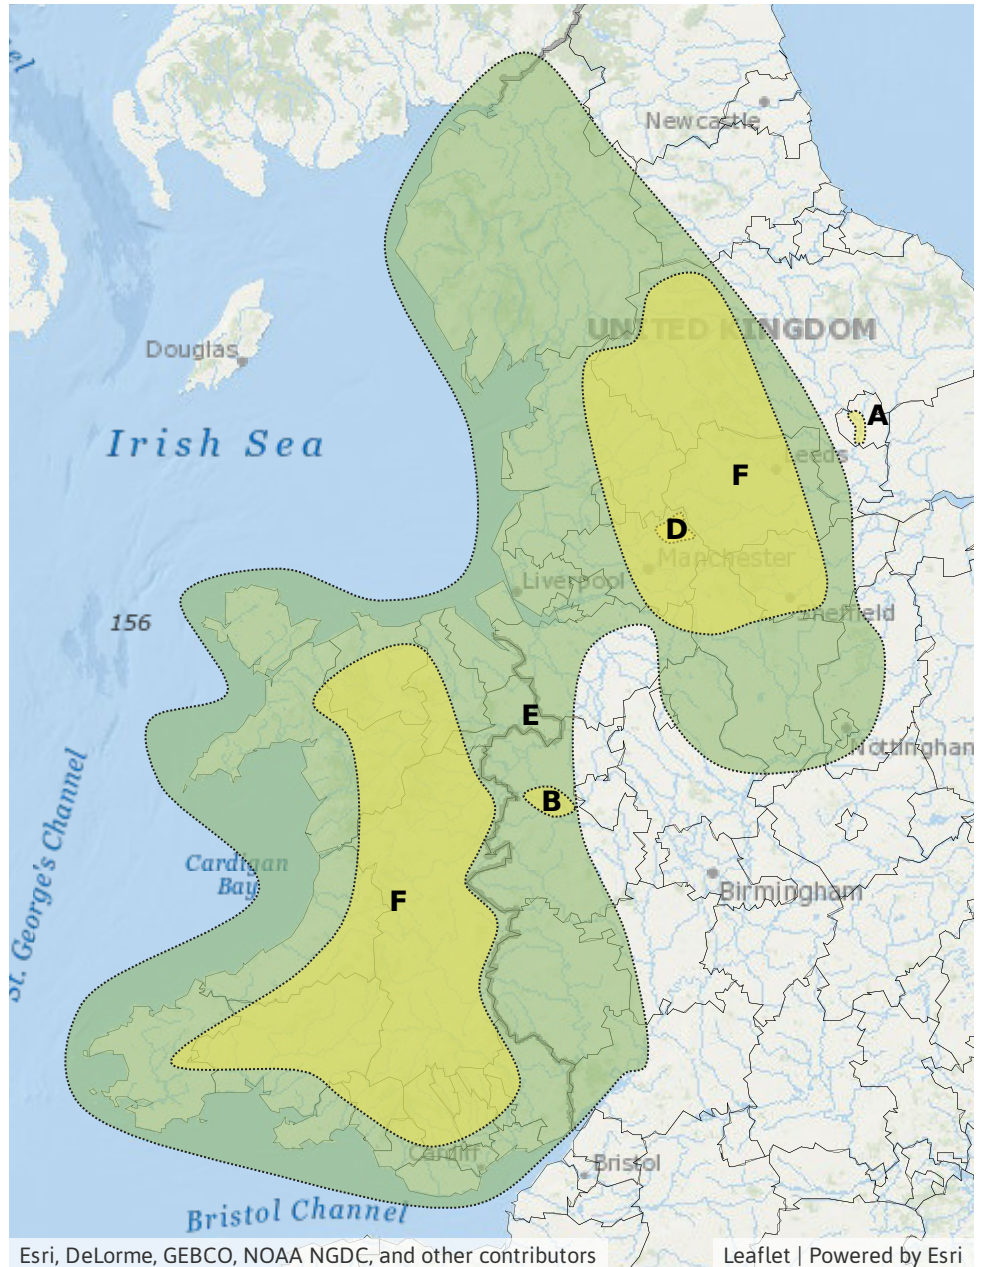 Newcastle
UNITED KINGDOM
Douglas
A
Irish Sea
Leeds
F
D
Manchester
Liverpool
156
Sheffield
E
Nottingham
B
St. George's Channel
Cardigan
Bay
Birmingham
F
Cardiff
Bristol
Bristol Channel
Esri, DeLorme, GEBCO, NOAA NGDC, and other contributors
Leaflet | Powered by Esri